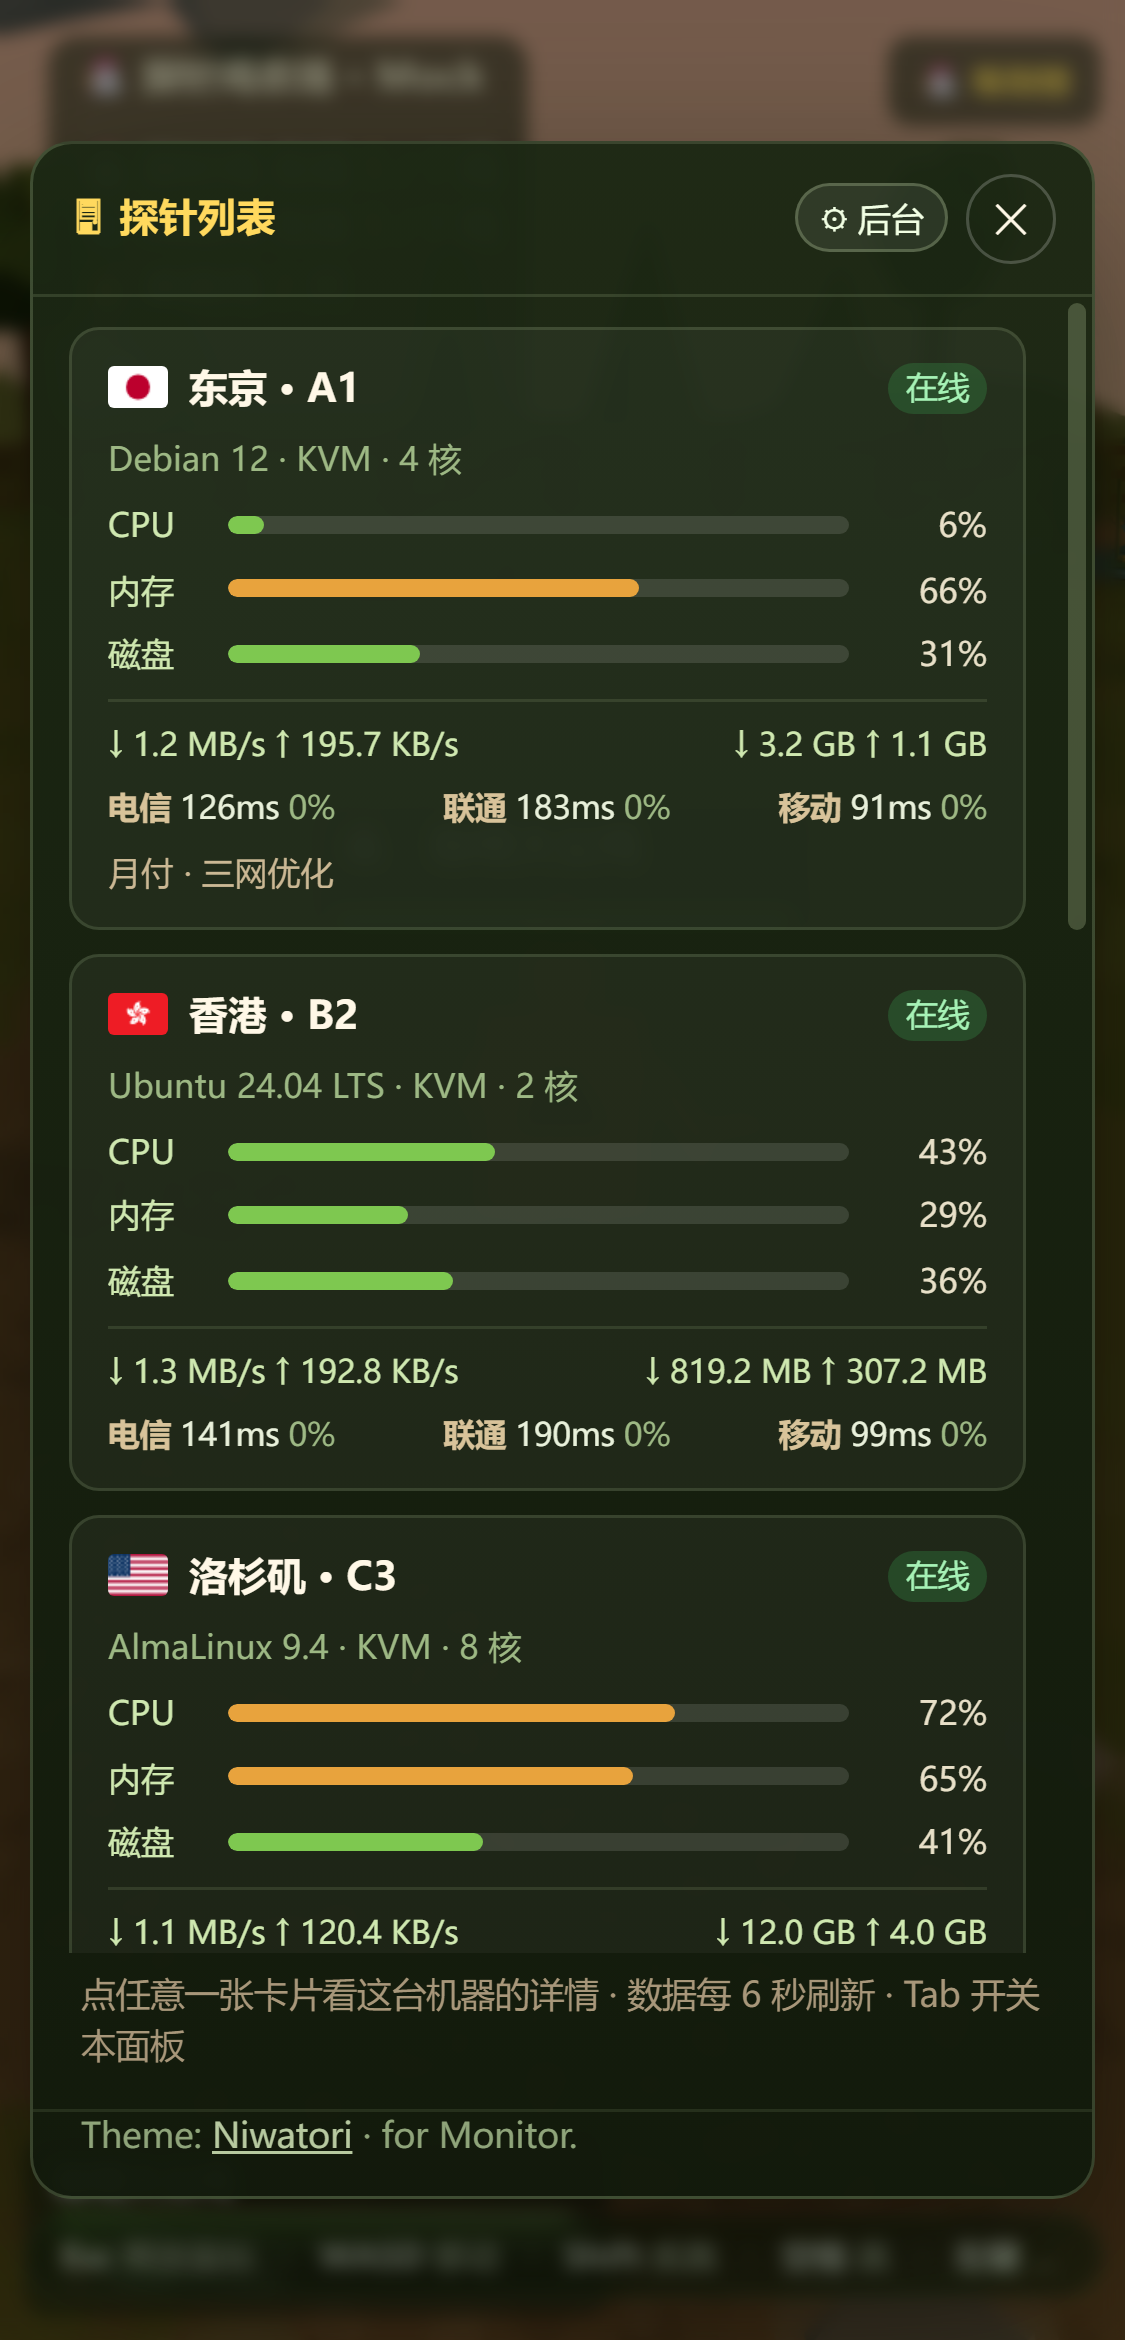 探针列表
⚙ 后台
东京 • A1
在线
Debian 12 · KVM · 4 核
CPU 6%
内存 66%
磁盘 31%
↓ 1.2 MB/s ↑ 195.7 KB/s ↓ 3.2 GB ↑ 1.1 GB
电信 126ms 0% 联通 183ms 0% 移动 91ms 0%
月付 · 三网优化
香港 • B2
在线
Ubuntu 24.04 LTS · KVM · 2 核
CPU 43%
内存 29%
磁盘 36%
↓ 1.3 MB/s ↑ 192.8 KB/s ↓ 819.2 MB ↑ 307.2 MB
电信 141ms 0% 联通 190ms 0% 移动 99ms 0%
洛杉矶 • C3
在线
AlmaLinux 9.4 · KVM · 8 核
CPU 72%
内存 65%
磁盘 41%
↓ 1.1 MB/s ↑ 120.4 KB/s ↓ 12.0 GB ↑ 4.0 GB
点任意一张卡片看这台机器的详情 · 数据每 6 秒刷新 · Tab 开关
本面板
Theme: Niwatori · for Monitor.